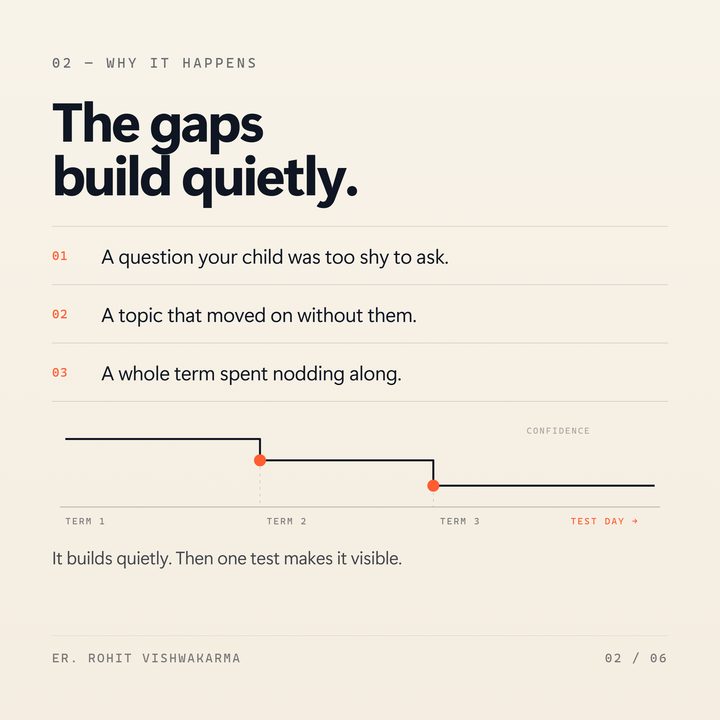 02 — WHY IT HAPPENS
The gaps
build quietly.
01 A question your child was too shy to ask.
02 A topic that moved on without them.
03 A whole term spent nodding along.
CONFIDENCE
TERM 1 TERM 2 TERM 3 TEST DAY →
It builds quietly. Then one test makes it visible.
ER. ROHIT VISHWAKARMA 02 / 06